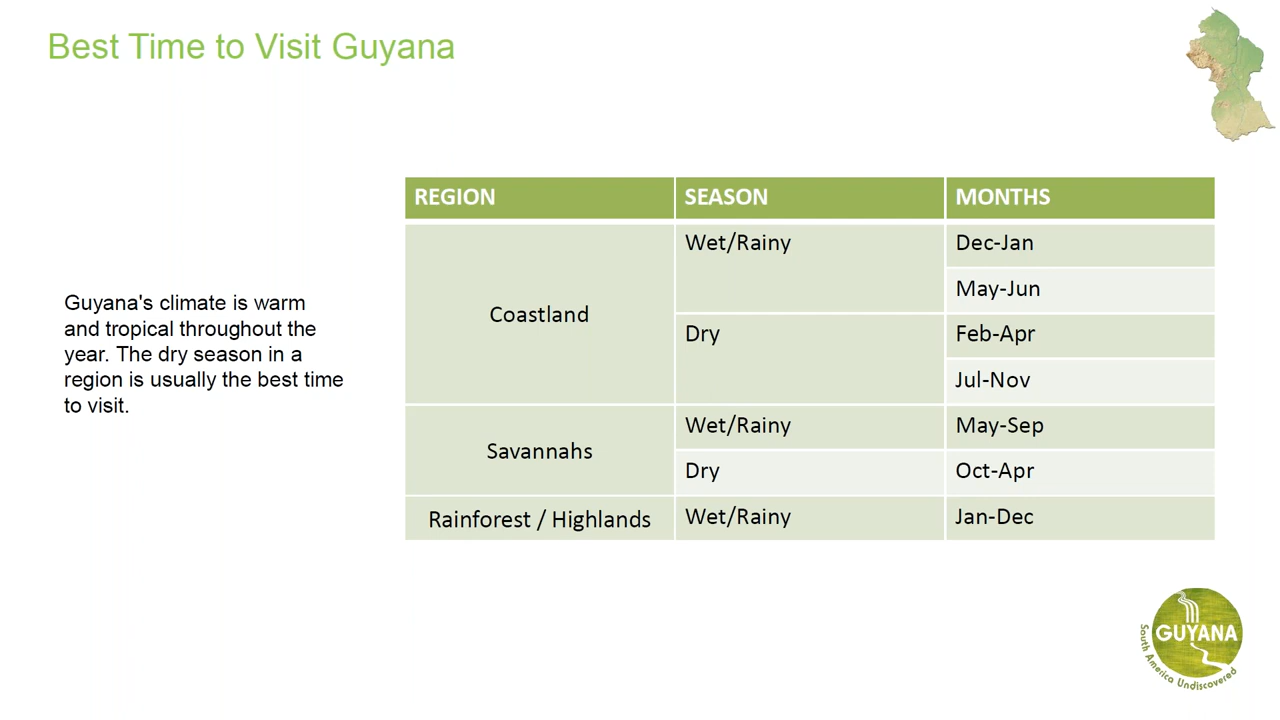 Best Time to Visit Guyana
Guyana's climate is warm
and tropical throughout the
year. The dry season in a
region is usually the best time
to visit.
REGION SEASON MONTHS
Coastland Wet/Rainy Dec-Jan
May-Jun
Dry Feb-Apr
Jul-Nov
Savannahs Wet/Rainy May-Sep
Dry Oct-Apr
Rainforest / Highlands Wet/Rainy Jan-Dec
GUYANA
South America Undiscovered